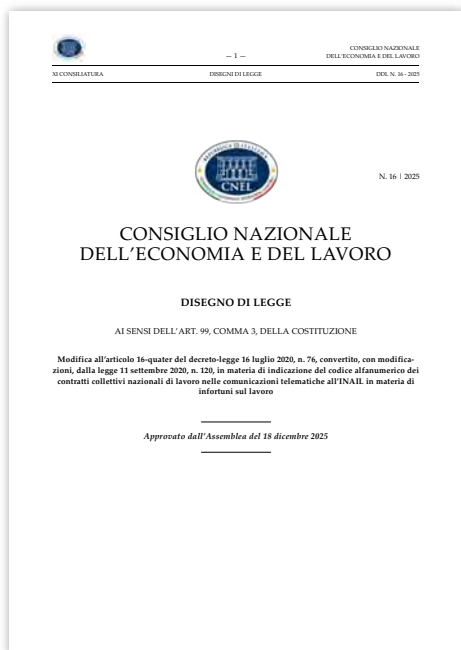 — 1 —
CONSIGLIO NAZIONALE
DELL'ECONOMIA E DEL LAVORO
XI CONSILIATURA DISEGNI DI LEGGE DDL N. 16 - 2025
REPUBBLICA ITALIANA
CNEL
N. 16 | 2025
CONSIGLIO NAZIONALE
DELL'ECONOMIA E DEL LAVORO
DISEGNO DI LEGGE
AI SENSI DELL'ART. 99, COMMA 3, DELLA COSTITUZIONE
Modifica all'articolo 16-quater del decreto-legge 16 luglio 2020, n. 76, convertito, con modifica-
zioni, dalla legge 11 settembre 2020, n. 120, in materia di indicazione del codice alfanumerico dei
contratti collettivi nazionali di lavoro nelle comunicazioni telematiche all'INAIL in materia di
infortuni sul lavoro
Approvato dall'Assemblea del 18 dicembre 2025